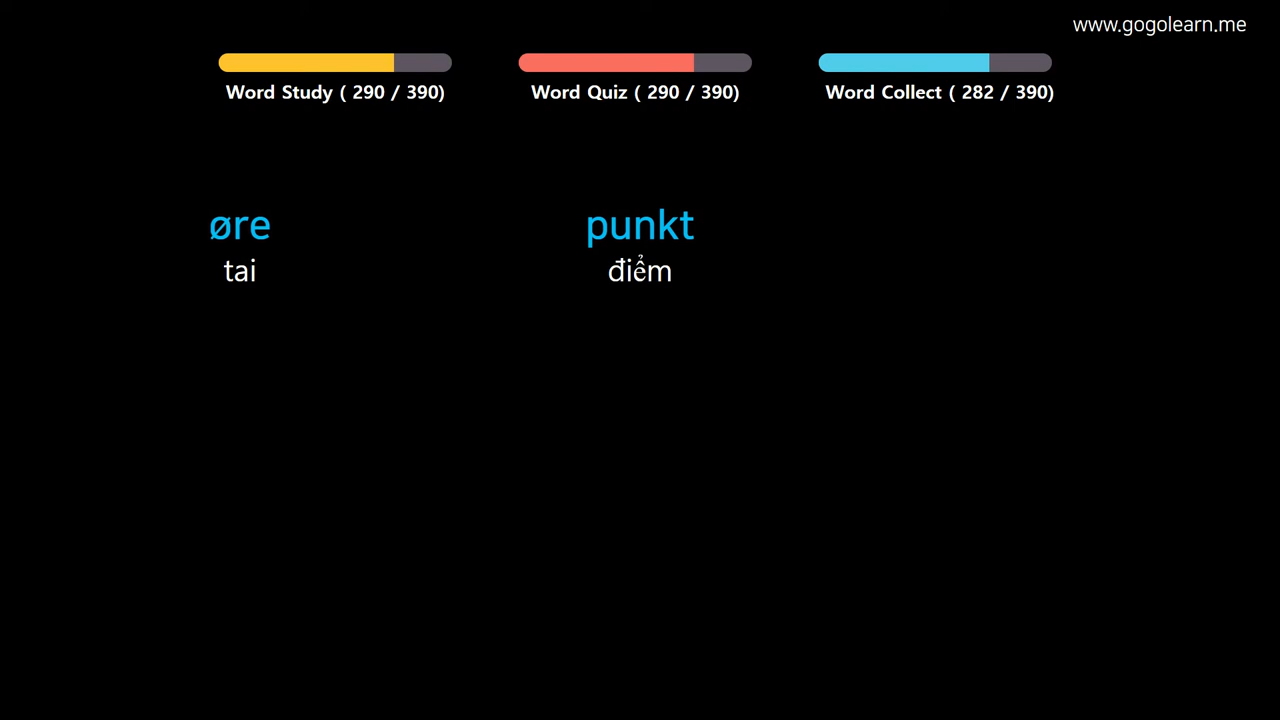 www.gogolearn.me
Word Study ( 290 / 390)
Word Quiz ( 290 / 390)
Word Collect ( 282 / 390)
øre
punkt
tai
điểm